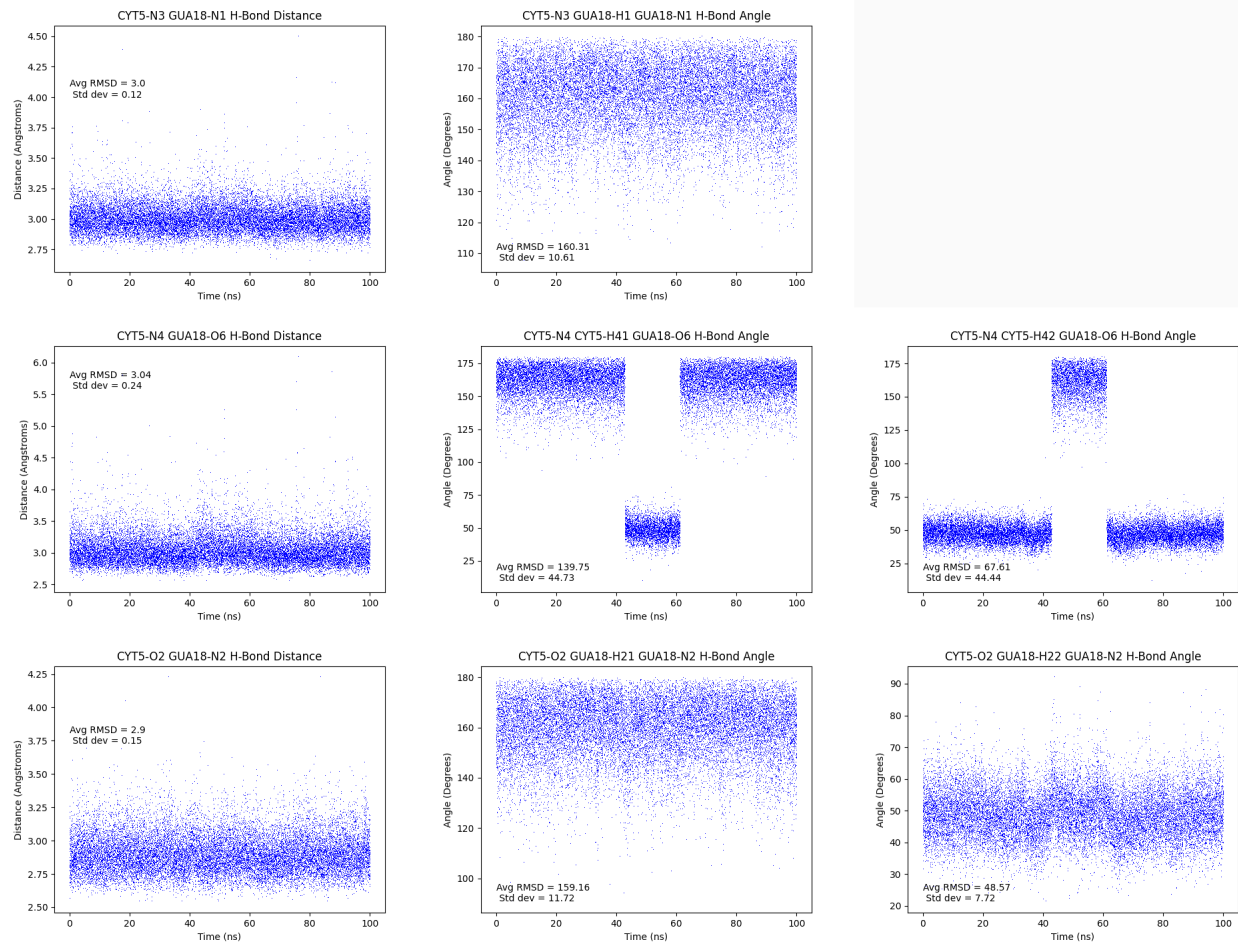 CYT5-N3 GUA18-N1 H-Bond Distance
4.50
4.25
4.00
3.75
3.50
3.25
3.00
2.75
Distance (Angstroms)
Avg RMSD = 3.0
Std dev = 0.12
0 20 40 60 80 100
Time (ns)
CYT5-N3 GUA18-H1 GUA18-N1 H-Bond Angle
180
170
160
150
140
130
120
110
Angle (Degrees)
Avg RMSD = 160.31
Std dev = 10.61
0 20 40 60 80 100
Time (ns)
CYT5-N4 GUA18-O6 H-Bond Distance
6.0
5.5
5.0
4.5
4.0
3.5
3.0
2.5
Distance (Angstroms)
Avg RMSD = 3.04
Std dev = 0.24
0 20 40 60 80 100
Time (ns)
CYT5-N4 CYT5-H41 GUA18-O6 H-Bond Angle
175
150
125
100
75
50
25
Angle (Degrees)
Avg RMSD = 139.75
Std dev = 44.73
0 20 40 60 80 100
Time (ns)
CYT5-N4 CYT5-H42 GUA18-O6 H-Bond Angle
175
150
125
100
75
50
25
Angle (Degrees)
Avg RMSD = 67.61
Std dev = 44.44
0 20 40 60 80 100
Time (ns)
CYT5-O2 GUA18-N2 H-Bond Distance
4.25
4.00
3.75
3.50
3.25
3.00
2.75
2.50
Distance (Angstroms)
Avg RMSD = 2.9
Std dev = 0.15
0 20 40 60 80 100
Time (ns)
CYT5-O2 GUA18-H21 GUA18-N2 H-Bond Angle
180
160
140
120
100
Angle (Degrees)
Avg RMSD = 159.16
Std dev = 11.72
0 20 40 60 80 100
Time (ns)
CYT5-O2 GUA18-H22 GUA18-N2 H-Bond Angle
90
80
70
60
50
40
30
20
Angle (Degrees)
Avg RMSD = 48.57
Std dev = 7.72
0 20 40 60 80 100
Time (ns)